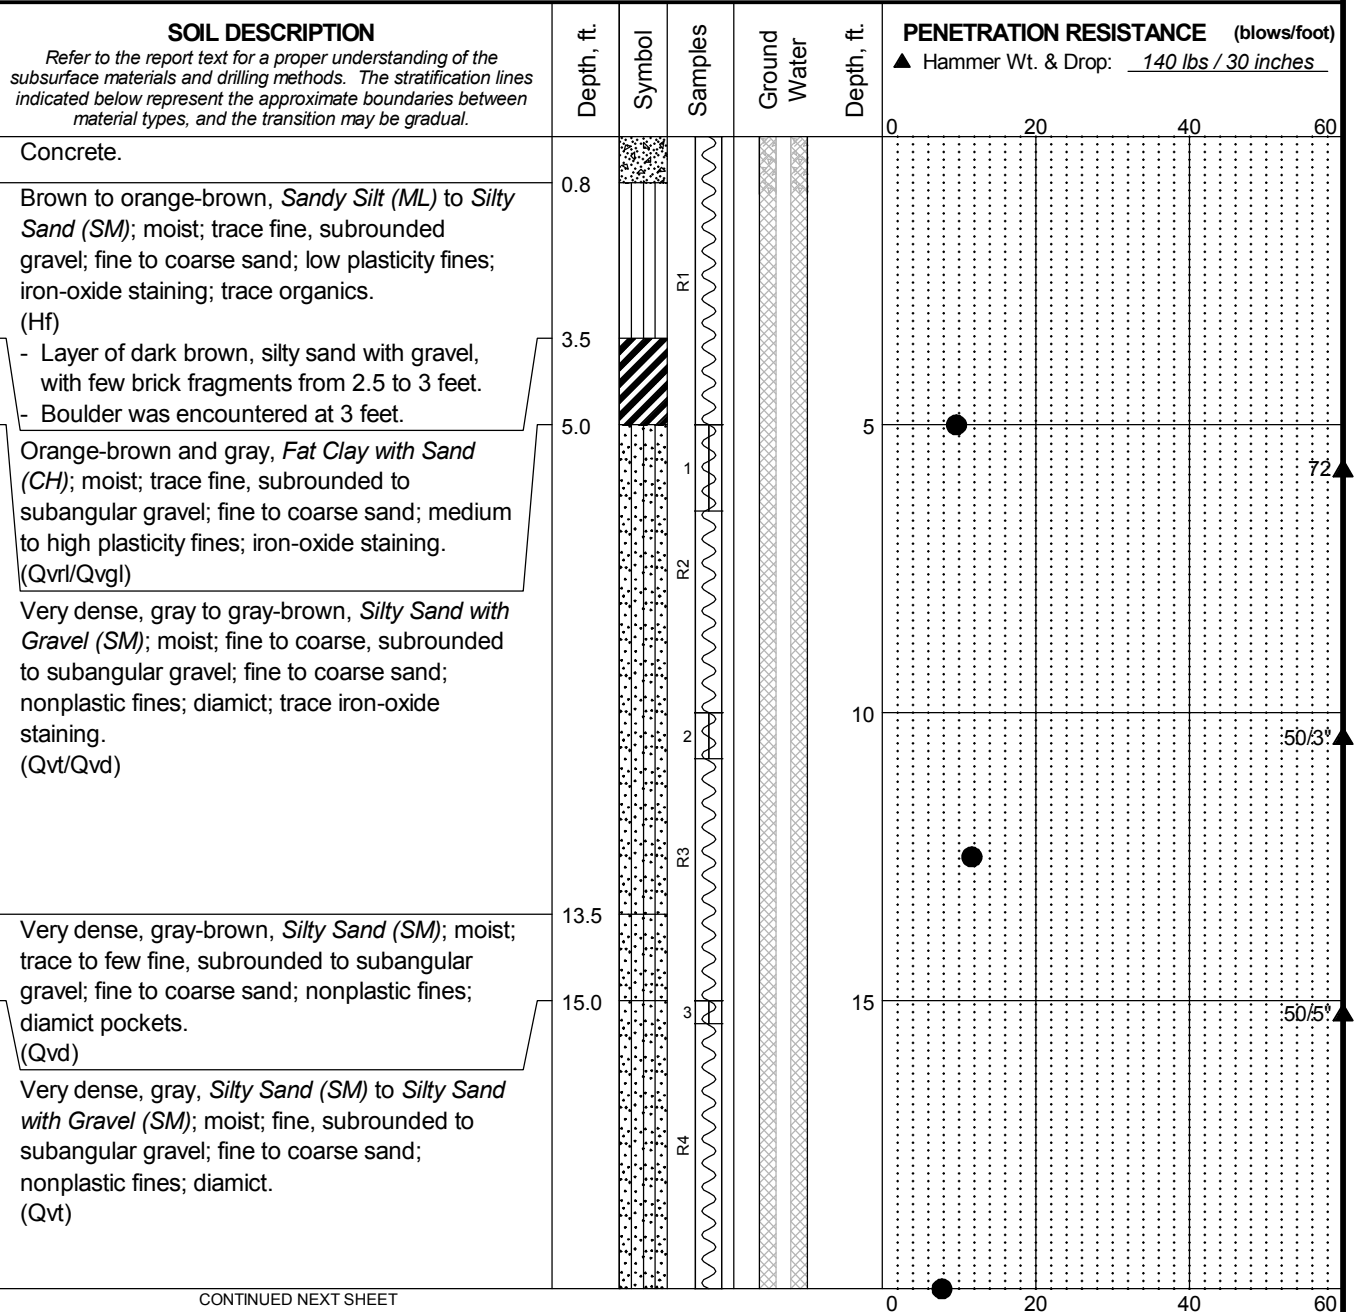 SOIL DESCRIPTION
Refer to the report text for a proper understanding of the
subsurface materials and drilling methods. The stratification lines
indicated below represent the approximate boundaries between
material types, and the transition may be gradual.
Depth, ft.
Symbol
Samples
Ground
Water
Depth, ft.
PENETRATION RESISTANCE (blows/foot)
▲ Hammer Wt. & Drop: 140 lbs / 30 inches
0 20 40 60
Concrete.
0.8
Brown to orange-brown, Sandy Silt (ML) to Silty
Sand (SM); moist; trace fine, subrounded
gravel; fine to coarse sand; low plasticity fines;
iron-oxide staining; trace organics.
(Hf)
R1
3.5
- Layer of dark brown, silty sand with gravel,
with few brick fragments from 2.5 to 3 feet.
- Boulder was encountered at 3 feet.
5.0
5
Orange-brown and gray, Fat Clay with Sand
(CH); moist; trace fine, subrounded to
subangular gravel; fine to coarse sand; medium
to high plasticity fines; iron-oxide staining.
(Qvrl/Qvgl)
1
72
R2
Very dense, gray to gray-brown, Silty Sand with
Gravel (SM); moist; fine to coarse, subrounded
to subangular gravel; fine to coarse sand;
nonplastic fines; diamict; trace iron-oxide
staining.
(Qvt/Qvd)
10
2
50/3"
R3
13.5
Very dense, gray-brown, Silty Sand (SM); moist;
trace to few fine, subrounded to subangular
gravel; fine to coarse sand; nonplastic fines;
diamict pockets.
(Qvd)
15.0
3
15
50/5"
Very dense, gray, Silty Sand (SM) to Silty Sand
with Gravel (SM); moist; fine, subrounded to
subangular gravel; fine to coarse sand;
nonplastic fines; diamict.
(Qvt)
R4
CONTINUED NEXT SHEET
0 20 40 60